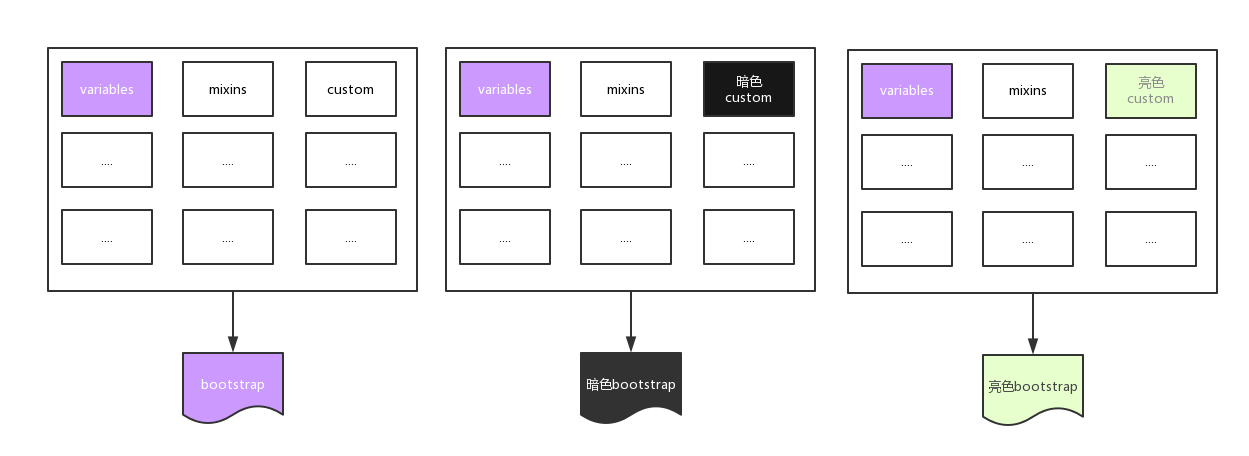 variables
mixins
custom
....
....
....
....
....
....
bootstrap
variables
mixins
暗色
custom
....
....
....
....
....
....
暗色bootstrap
variables
mixins
亮色
custom
....
....
....
....
....
....
亮色bootstrap